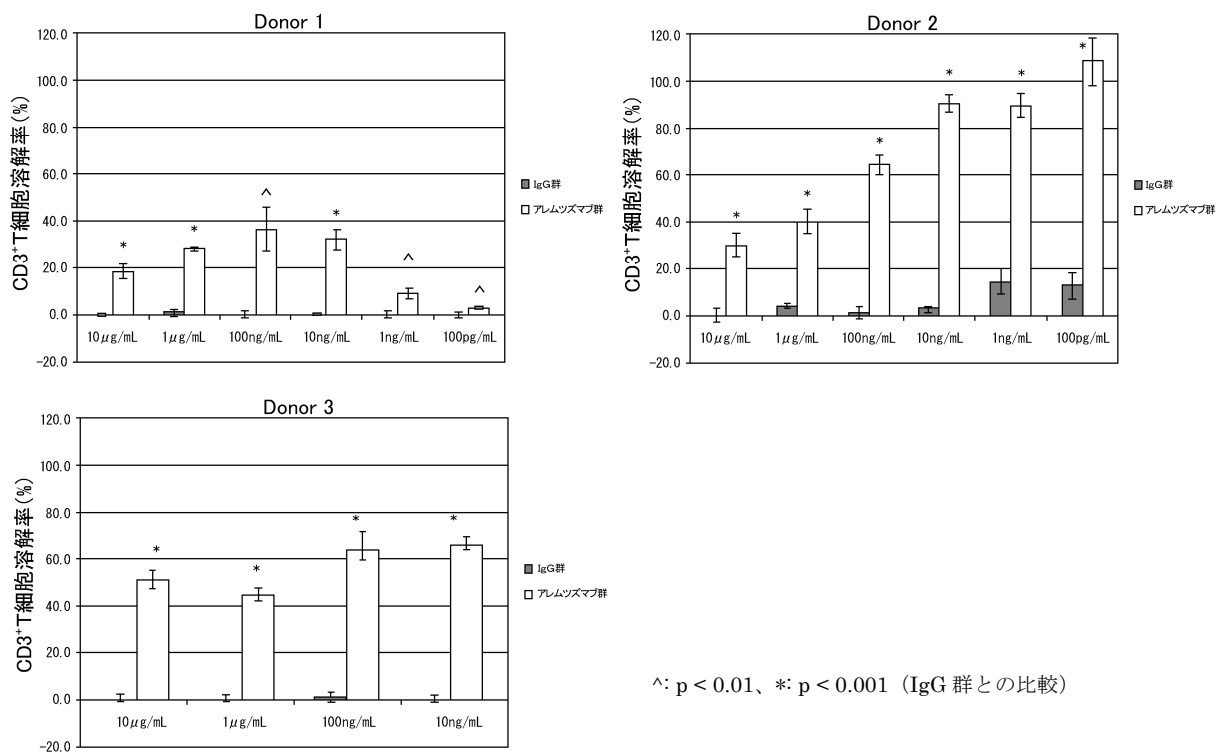 Donor 1
CD3⁺T細胞溶解率(%)
120.0
100.0
80.0
60.0
40.0
20.0
0.0
-20.0
* * ^ * ^ ^
10μg/mL 1μg/mL 100ng/mL 10ng/mL 1ng/mL 100pg/mL
IgG群
アレムツズマブ群
Donor 2
CD3⁺T細胞溶解率(%)
120.0
100.0
80.0
60.0
40.0
20.0
0.0
-20.0
* * * * * *
10μg/mL 1μg/mL 100ng/mL 10ng/mL 1ng/mL 100pg/mL
IgG群
アレムツズマブ群
Donor 3
CD3⁺T細胞溶解率(%)
120.0
100.0
80.0
60.0
40.0
20.0
0.0
-20.0
* * * *
10μg/mL 1μg/mL 100ng/mL 10ng/mL
IgG群
アレムツズマブ群
^: p < 0.01、*: p < 0.001（IgG 群との比較）